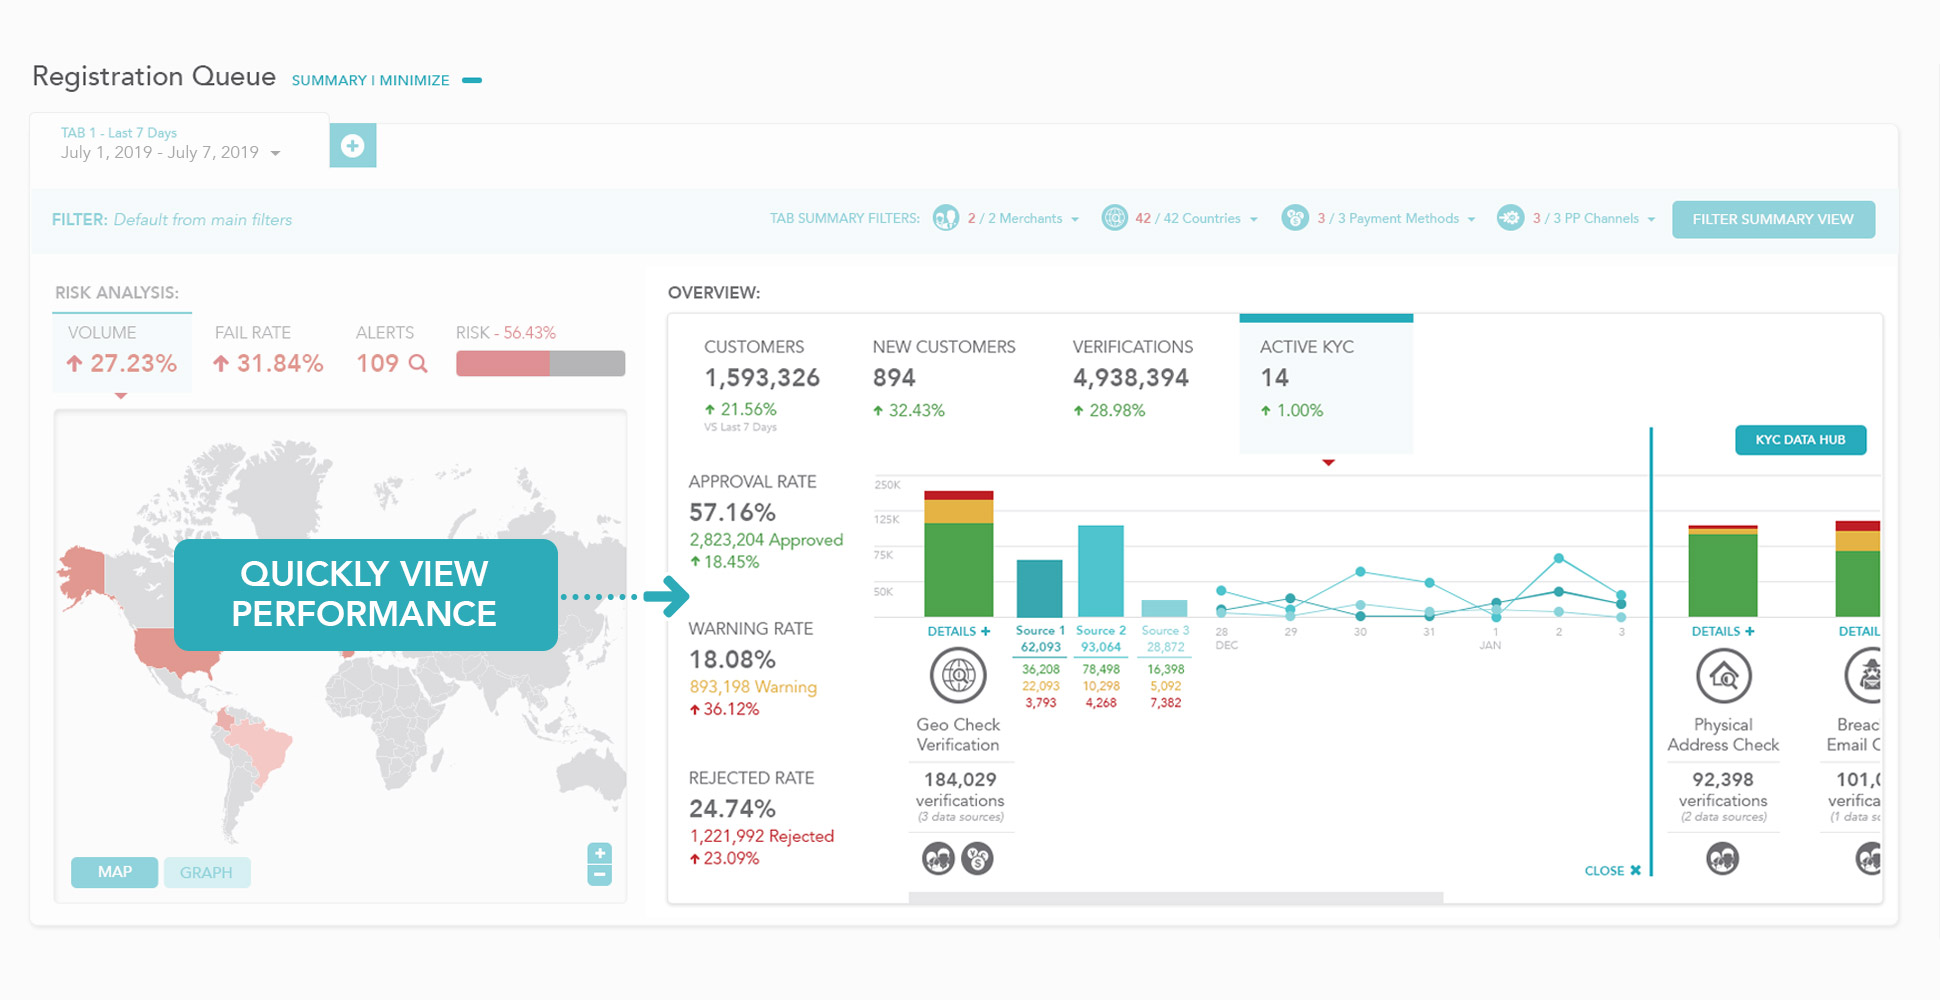 Registration Queue SUMMARY | MINIMIZE
TAB 1 - Last 7 Days
July 1, 2019 - July 7, 2019
FILTER: Default from main filters
TAB SUMMARY FILTERS: 2 / 2 Merchants 42 / 42 Countries 3 / 3 Payment Methods 3 / 3 PP Channels FILTER SUMMARY VIEW
RISK ANALYSIS:
VOLUME FAIL RATE ALERTS RISK - 56.43%
27.23% 31.84% 109
QUICKLY VIEW
PERFORMANCE
MAP GRAPH
+
−
OVERVIEW:
CUSTOMERS NEW CUSTOMERS VERIFICATIONS ACTIVE KYC
1,593,326 894 4,938,394 14
21.56% 32.43% 28.98% 1.00%
VS Last 7 Days
KYC DATA HUB
APPROVAL RATE
57.16%
2,823,204 Approved
18.45%
WARNING RATE
18.08%
893,198 Warning
36.12%
REJECTED RATE
24.74%
1,221,992 Rejected
23.09%
250K
125K
75K
50K
DETAILS +
Geo Check
Verification
184,029
verifications
(3 data sources)
Source 1 Source 2 Source 3
62,093 93,064 28,872
36,208 78,498 16,398
22,093 10,298 5,092
3,793 4,268 7,382
28 29 30 31 1 2 3
DEC JAN
CLOSE
DETAILS +
Physical
Address Check
92,398
verifications
(2 data sources)
DETAIL
Breac
Email C
101,0
verifica
(1 data so